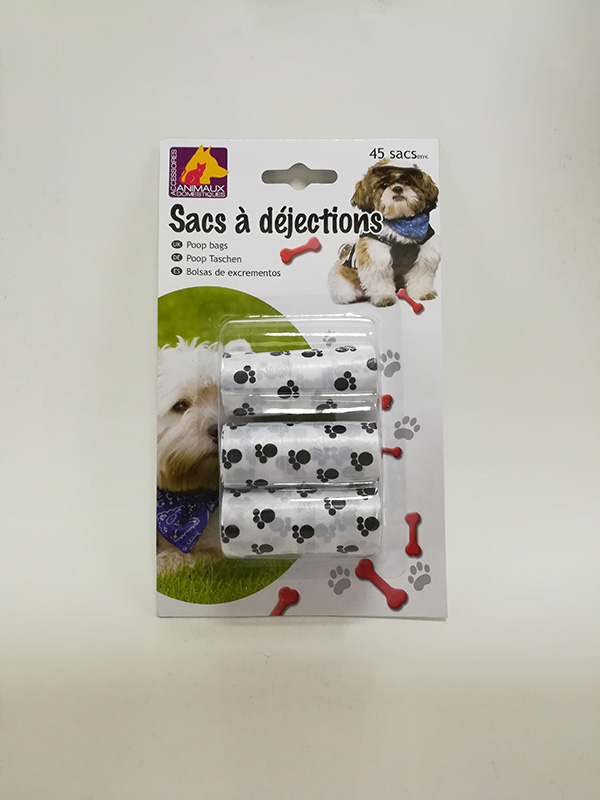 ACCESSOIRES
ANIMAUX
DOMESTIQUES
45 sacs env.
Sacs à déjections
UK Poop bags
DE Poop Taschen
ES Bolsas de excrementos